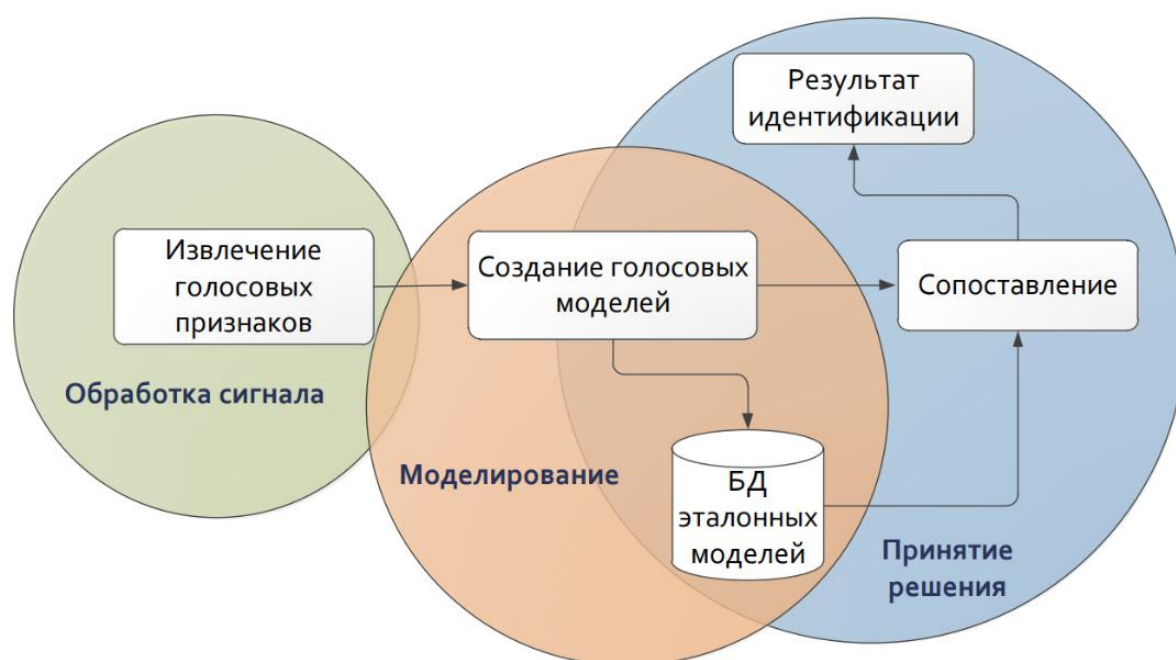 Результат
идентификации
Извлечение
голосовых
признаков
Создание голосовых
моделей
Сопоставление
Обработка сигнала
Моделирование
БД
эталонных
моделей
Принятие
решения